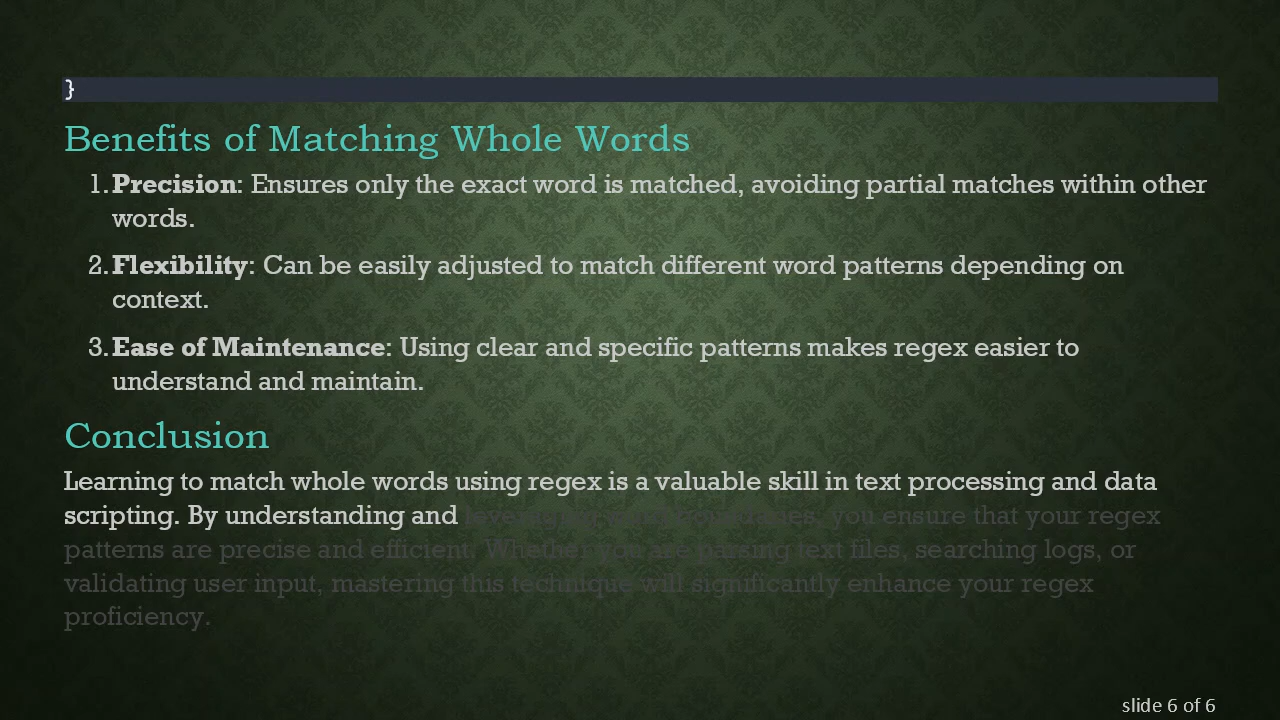 }
Benefits of Matching Whole Words
1. Precision: Ensures only the exact word is matched, avoiding partial matches within other
words.
2. Flexibility: Can be easily adjusted to match different word patterns depending on
context.
3. Ease of Maintenance: Using clear and specific patterns makes regex easier to
understand and maintain.
Conclusion
Learning to match whole words using regex is a valuable skill in text processing and data
scripting. By understanding and leveraging word boundaries, you ensure that your regex
patterns are precise and efficient. Whether you are parsing text files, searching logs, or
validating user input, mastering this technique will significantly enhance your regex
proficiency.
slide 6 of 6